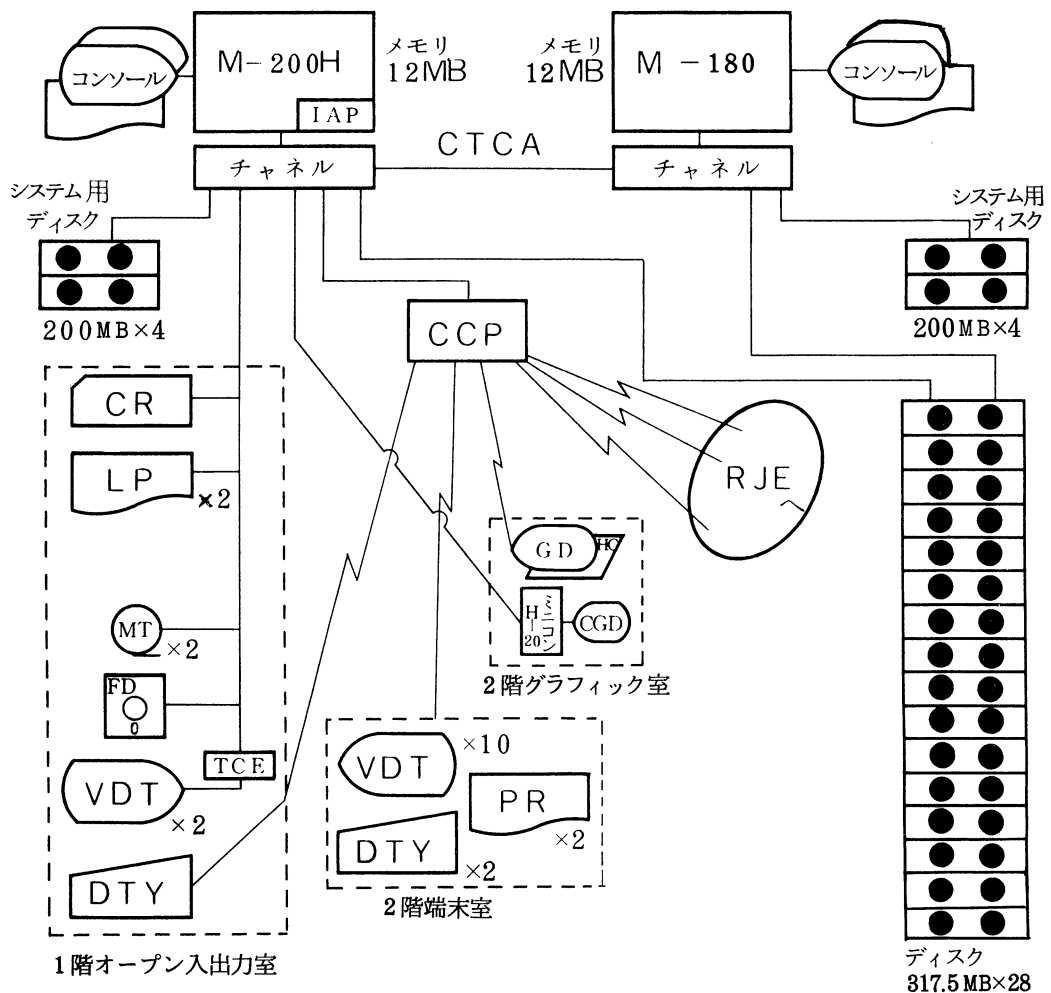 コンソール
M-200H
IAP
メモリ
12MB
メモリ
12MB
M-180
コンソール
チャネル
CTCA
チャネル
システム用
ディスク
200MB×4
システム用
ディスク
200MB×4
CCP
CR
LP
×2
MT
×2
FD
TCE
VDT
×2
DTY
1階オープン入出力室
RJE
GD
HC
H-20
ミニコン
CGD
2階グラフィック室
VDT
×10
PR
×2
DTY
×2
2階端末室
ディスク
317.5MB×28